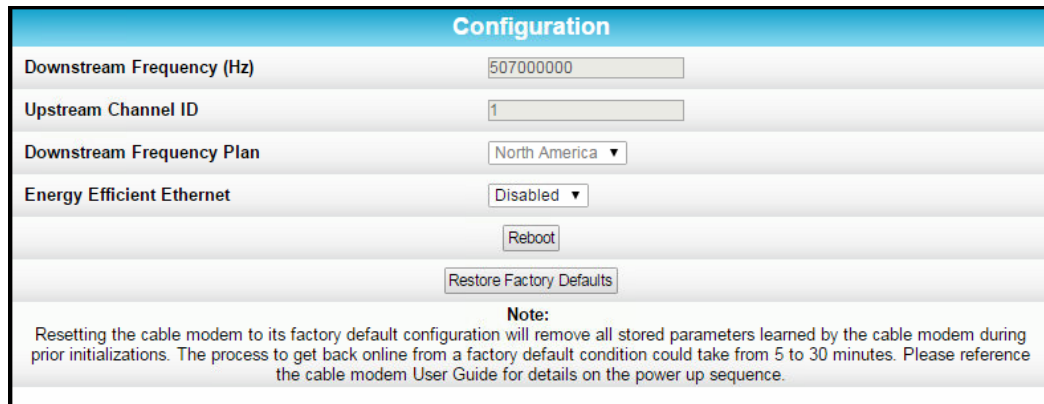 Configuration
Downstream Frequency (Hz) 507000000
Upstream Channel ID 1
Downstream Frequency Plan North America ▼
Energy Efficient Ethernet Disabled ▼
Reboot
Restore Factory Defaults
Note:
Resetting the cable modem to its factory default configuration will remove all stored parameters learned by the cable modem during
prior initializations. The process to get back online from a factory default condition could take from 5 to 30 minutes. Please reference
the cable modem User Guide for details on the power up sequence.